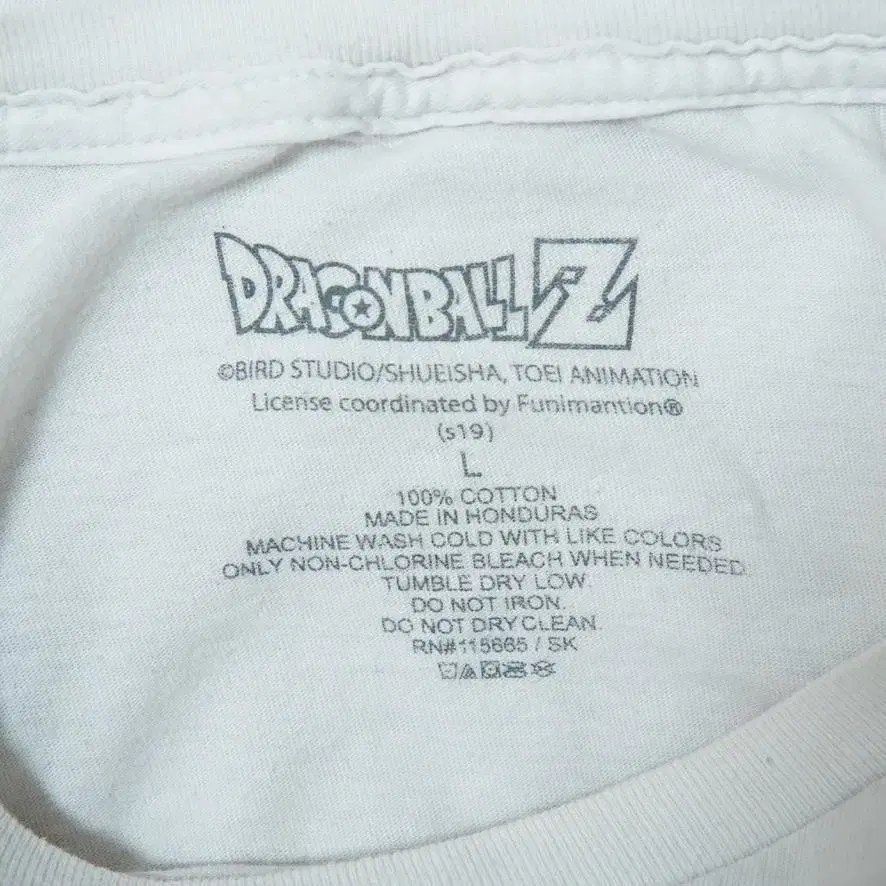 DRAGONBALL Z
©BIRD STUDIO/SHUEISHA, TOEI ANIMATION
License coordinated by Funimantion®
(s19)
L
100% COTTON
MADE IN HONDURAS
MACHINE WASH COLD WITH LIKE COLORS
ONLY NON-CHLORINE BLEACH WHEN NEEDED
TUMBLE DRY LOW.
DO NOT IRON.
DO NOT DRY CLEAN.
RN#115665 / SK